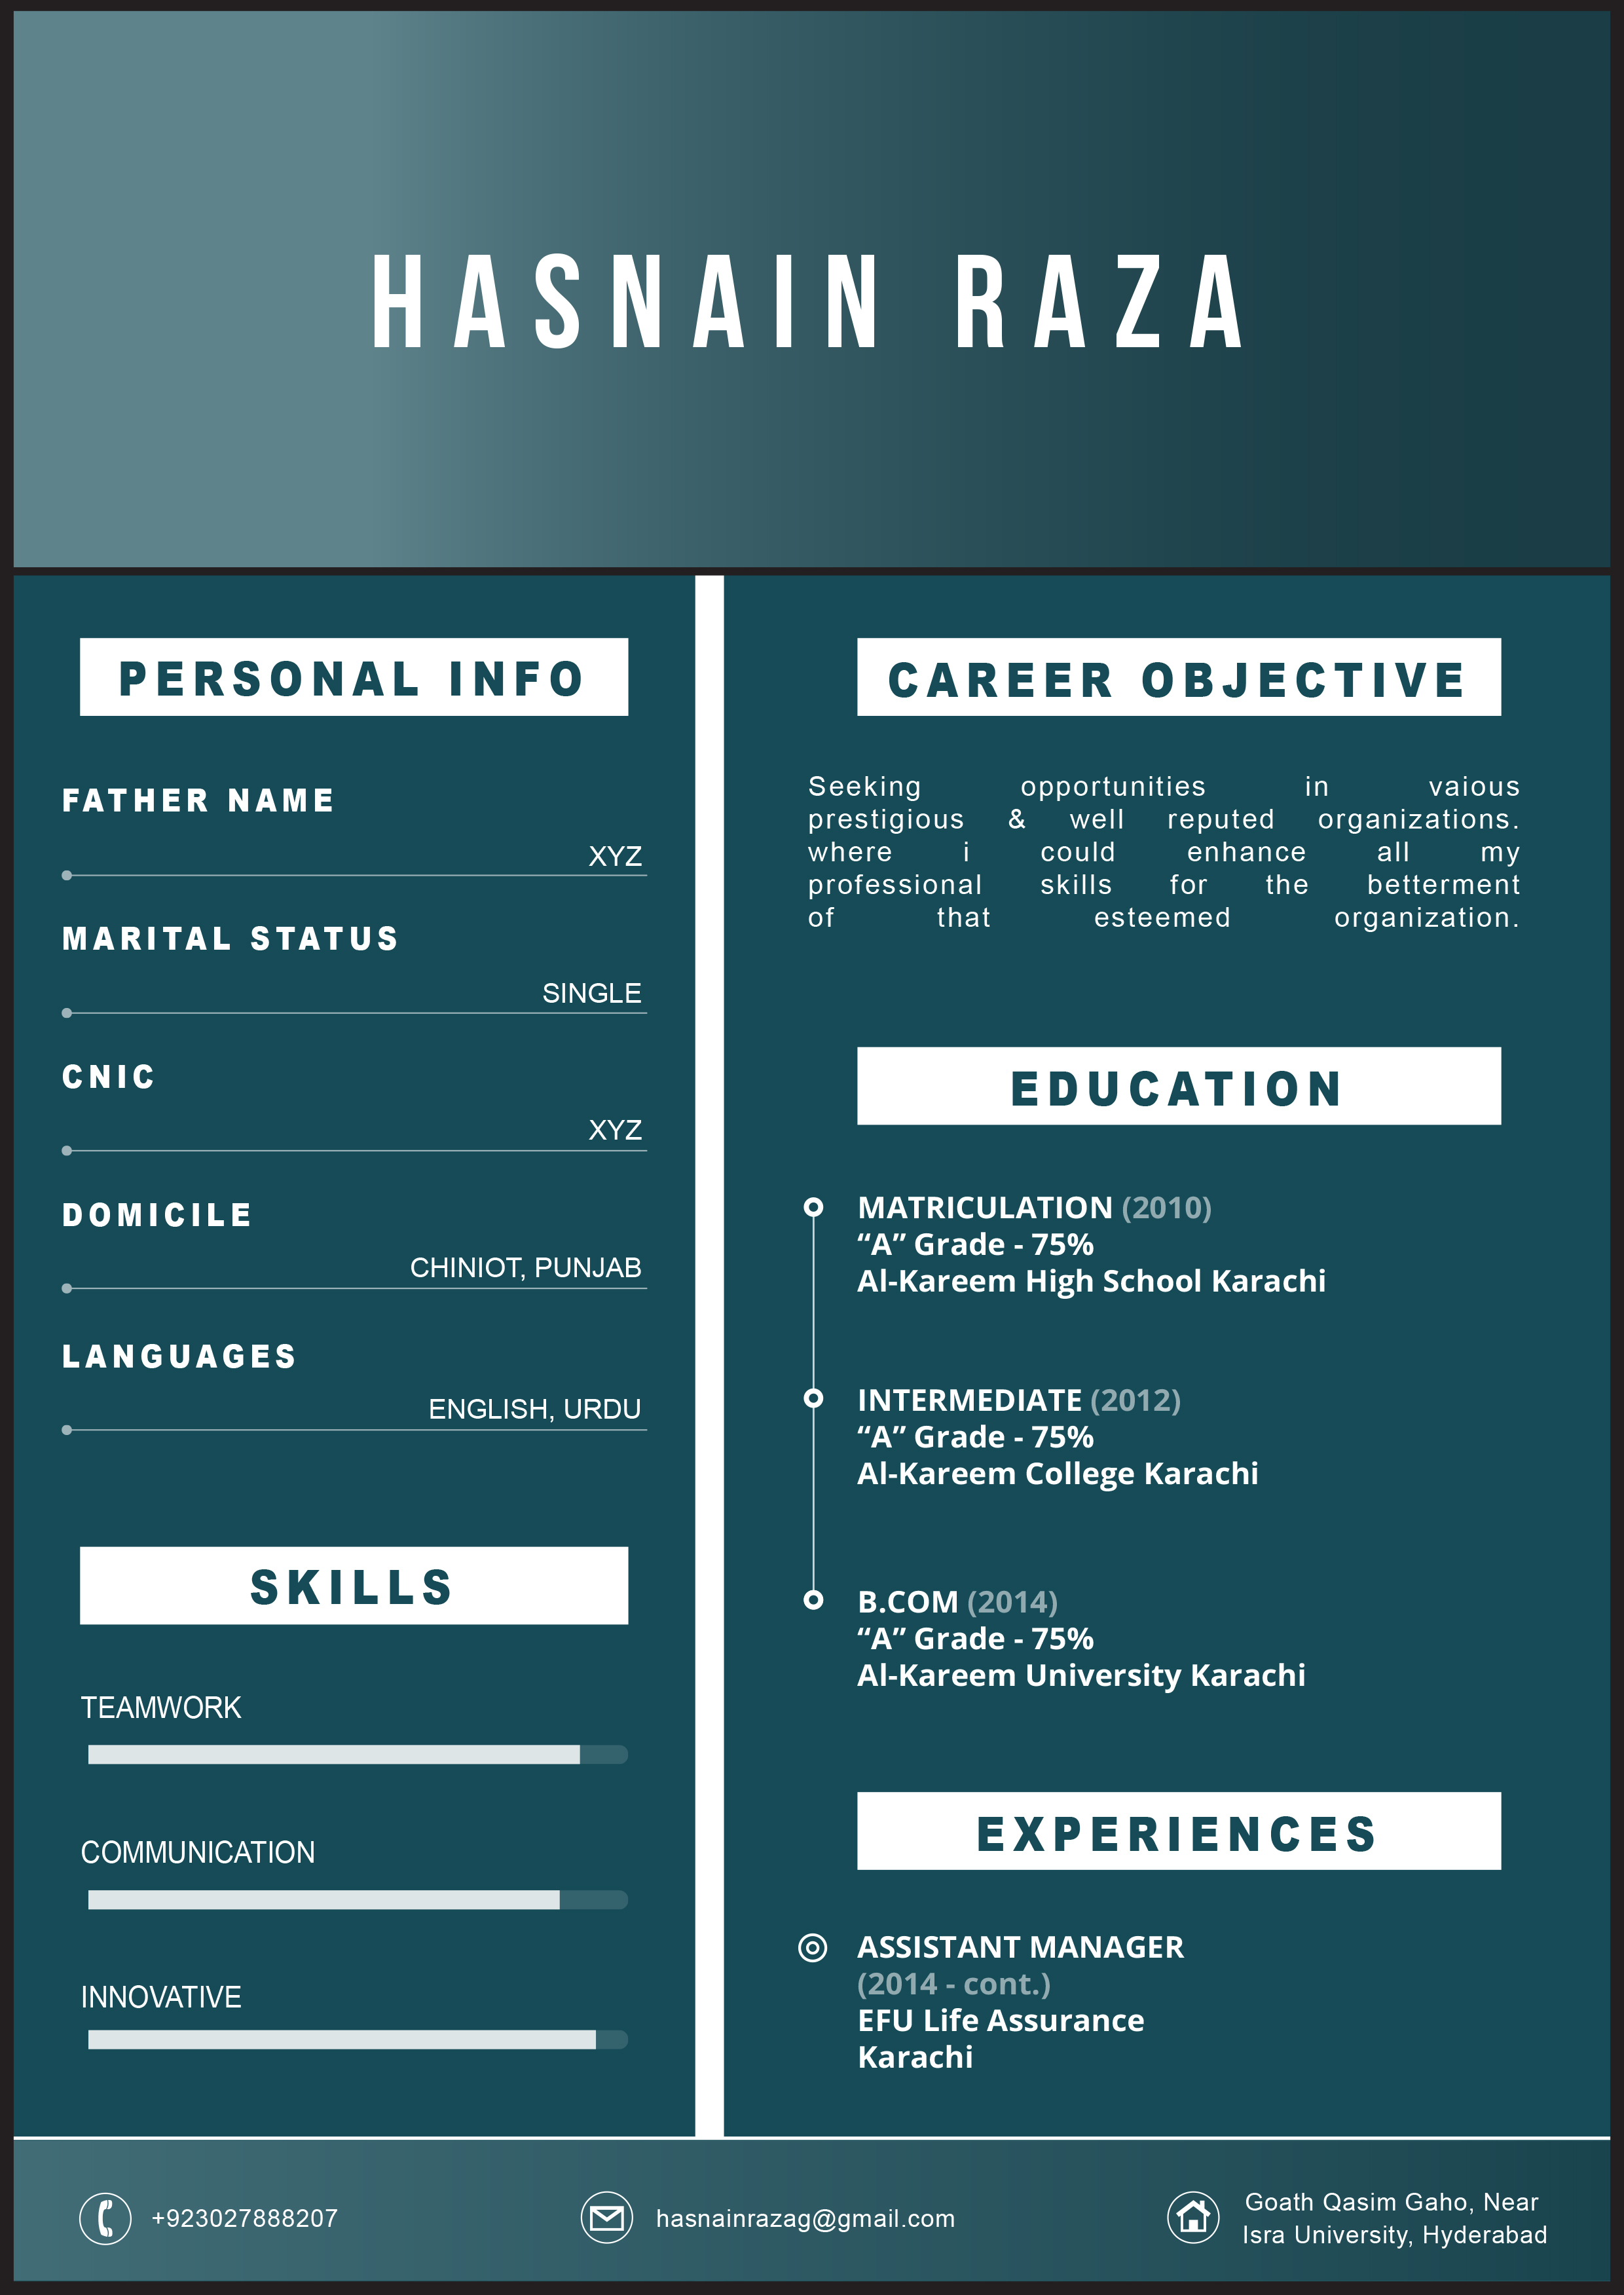 HASNAIN RAZA
PERSONAL INFO
FATHER NAME
XYZ
MARITAL STATUS
SINGLE
CNIC
XYZ
DOMICILE
CHINIOT, PUNJAB
LANGUAGES
ENGLISH, URDU
SKILLS
TEAMWORK
COMMUNICATION
INNOVATIVE
CAREER OBJECTIVE
Seeking opportunities in vaious
prestigious & well reputed organizations.
where i could enhance all my
professional skills for the betterment
of that esteemed organization.
EDUCATION
MATRICULATION (2010)
“A” Grade - 75%
Al-Kareem High School Karachi
INTERMEDIATE (2012)
“A” Grade - 75%
Al-Kareem College Karachi
B.COM (2014)
“A” Grade - 75%
Al-Kareem University Karachi
EXPERIENCES
ASSISTANT MANAGER
(2014 - cont.)
EFU Life Assurance
Karachi
+923027888207
hasnainrazag@gmail.com
Goath Qasim Gaho, Near
Isra University, Hyderabad